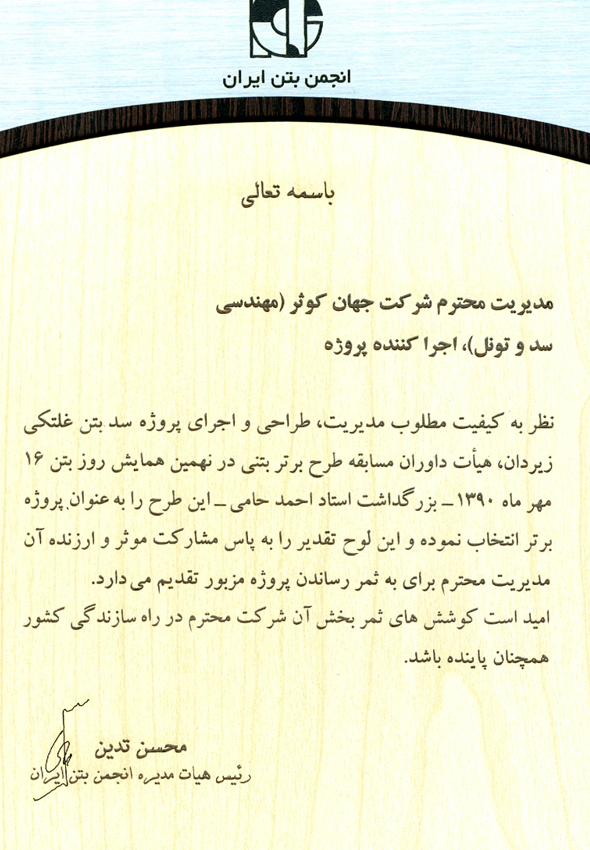 انجمن بتن ایران
باسمه تعالی
مدیریت محترم شرکت جهان کوثر (مهندسی
سد و تونل)، اجرا کننده پروژه
نظر به کیفیت مطلوب مدیریت، طراحی و اجرای پروژه سد بتن غلتکی
زیردان، هیأت داوران مسابقه طرح برتر بتنی در نهمین همایش روز بتن ۱۶
مهر ماه ۱۳۹۰ ـ بزرگداشت استاد احمد حامی ـ این طرح را به عنوان پروژه
برتر انتخاب نموده و این لوح تقدیر را به پاس مشارکت موثر و ارزنده آن
مدیریت محترم برای به ثمر رساندن پروژه مزبور تقدیم می دارد.
امید است کوشش های ثمر بخش آن شرکت محترم در راه سازندگی کشور
همچنان پاینده باشد.
محسن تدین
رئیس هیات مدیره انجمن بتن ایران